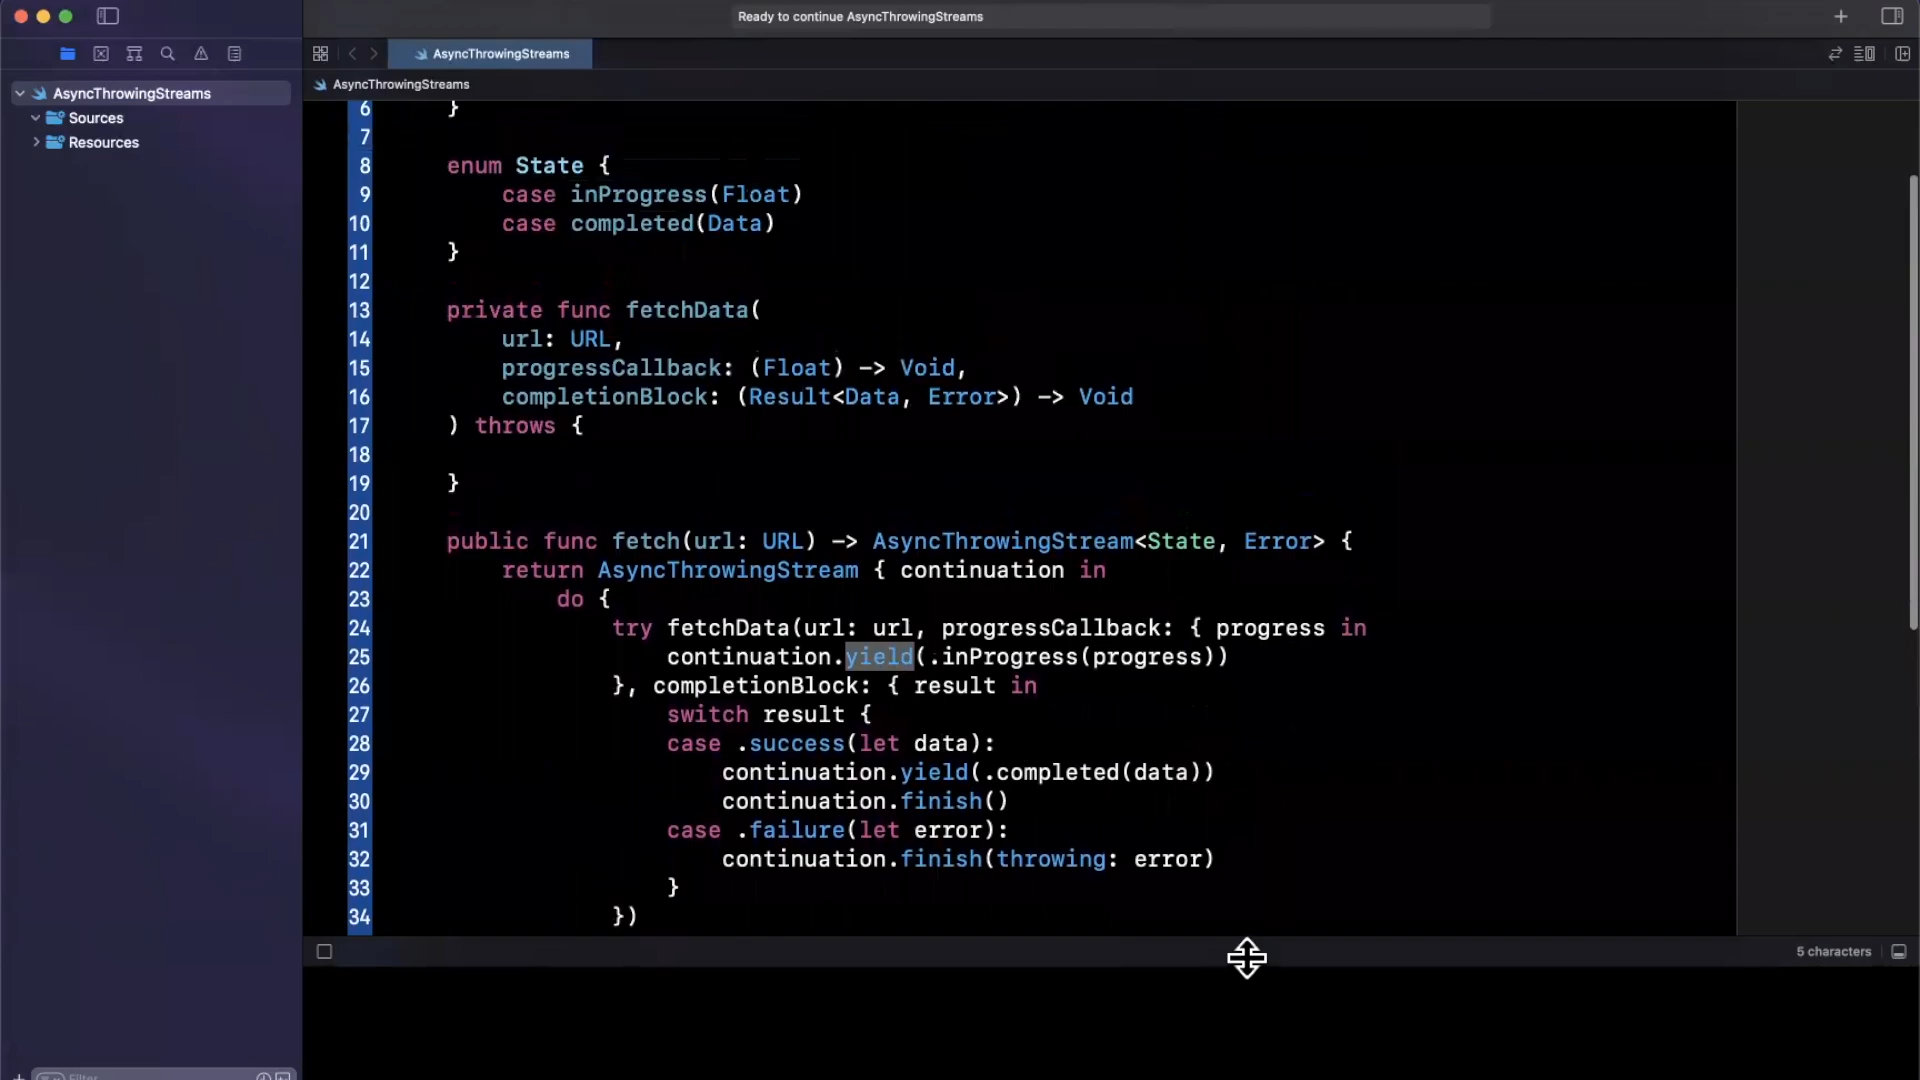 Ready to continue AsyncThrowingStreams
AsyncThrowingStreams
AsyncThrowingStreams
AsyncThrowingStreams
Sources
Resources
6 }
7
8 enum State {
9 case inProgress(Float)
10 case completed(Data)
11 }
12
13 private func fetchData(
14 url: URL,
15 progressCallback: (Float) -> Void,
16 completionBlock: (Result<Data, Error>) -> Void
17 ) throws {
18
19 }
20
21 public func fetch(url: URL) -> AsyncThrowingStream<State, Error> {
22 return AsyncThrowingStream { continuation in
23 do {
24 try fetchData(url: url, progressCallback: { progress in
25 continuation.yield(.inProgress(progress))
26 }, completionBlock: { result in
27 switch result {
28 case .success(let data):
29 continuation.yield(.completed(data))
30 continuation.finish()
31 case .failure(let error):
32 continuation.finish(throwing: error)
33 }
34 })
5 characters
Filter